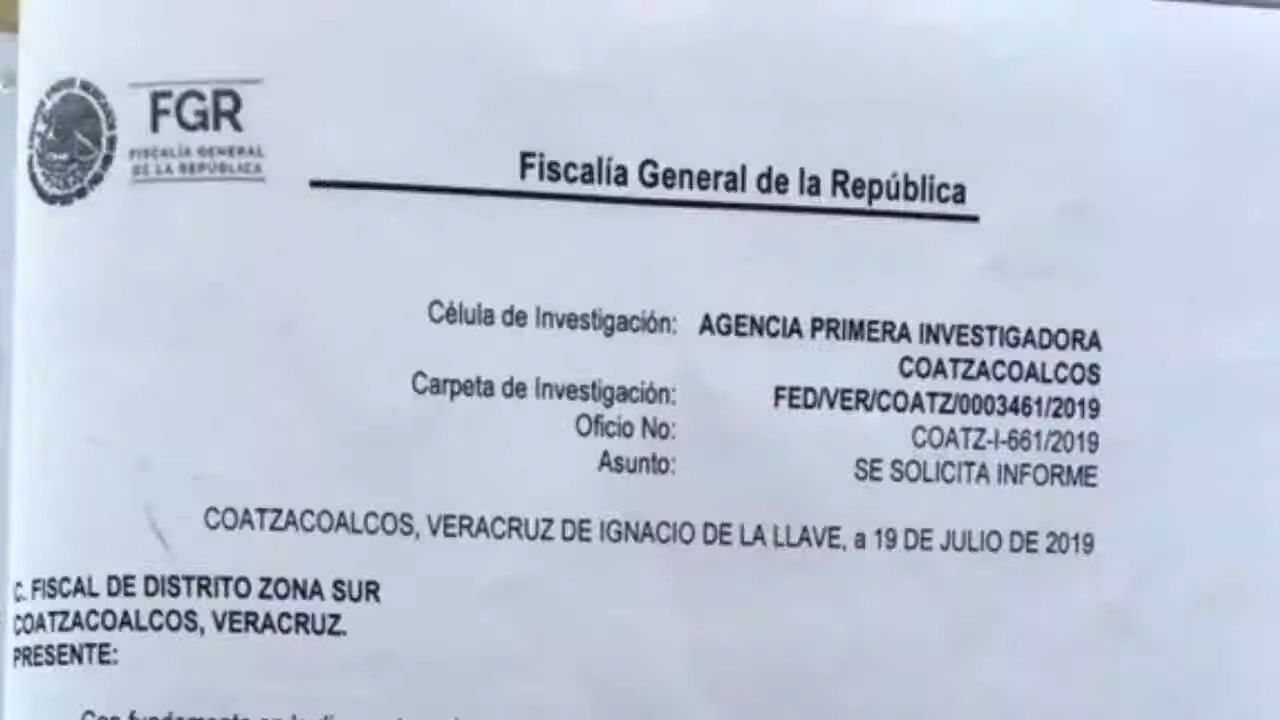 FGR
FISCALÍA GENERAL
DE LA REPÚBLICA
Fiscalía General de la República
Célula de Investigación: AGENCIA PRIMERA INVESTIGADORA
COATZACOALCOS
Carpeta de Investigación: FED/VER/COATZ/0003461/2019
Oficio No: COATZ-I-661/2019
Asunto: SE SOLICITA INFORME
COATZACOALCOS, VERACRUZ DE IGNACIO DE LA LLAVE, a 19 DE JULIO DE 2019
C. FISCAL DE DISTRITO ZONA SUR
COATZACOALCOS, VERACRUZ.
PRESENTE:
Con fundamento